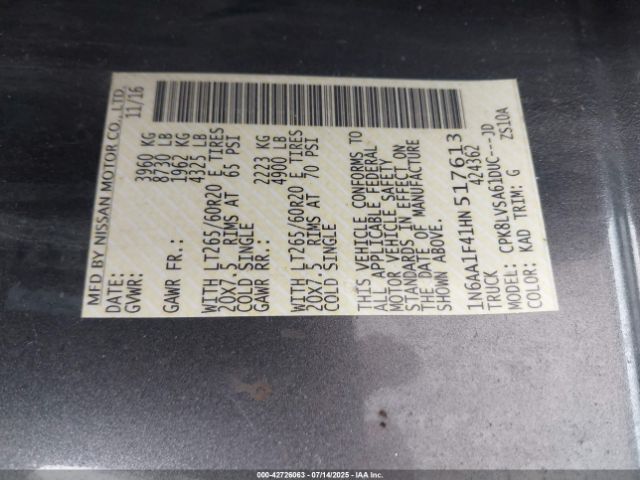 MFD BY NISSAN MOTOR CO., LTD.
DATE: 11/16
GVWR: 3960 KG
8730 LB
GAWR FR.: 1962 KG
4325 LB
WITH LT265/60R20 E TIRES
20X7.5 RIMS AT 65 PSI
COLD SINGLE
GAWR RR.: 2223 KG
4900 LB
WITH LT265/60R20 E TIRES
20X7.5 RIMS AT 70 PSI
COLD SINGLE
THIS VEHICLE CONFORMS TO
ALL APPLICABLE FEDERAL
MOTOR VEHICLE SAFETY
STANDARDS IN EFFECT ON
THE DATE OF MANUFACTURE
SHOWN ABOVE.
1N6AA1F41HN517613
TRUCK 424362
MODEL: CPK8LVSA61DUC---JD
COLOR: KAD TRIM: G ZS10A
000-42726063 - 07/14/2025 - IAAI.com